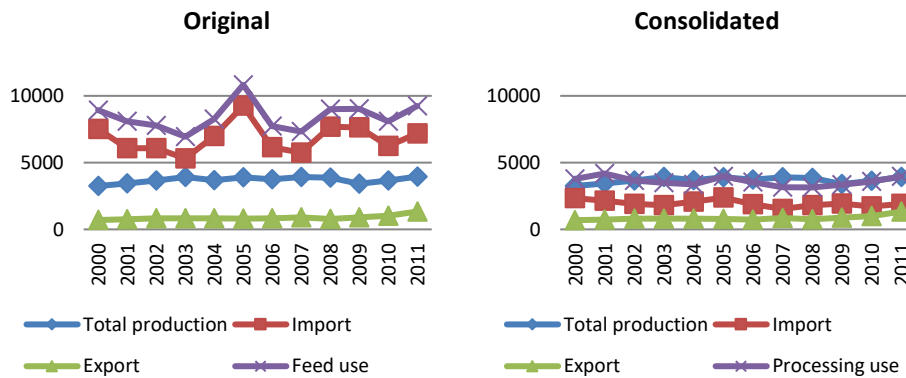 Original
10000
5000
0
2000 2001 2002 2003 2004 2005 2006 2007 2008 2009 2010 2011
Total production Import
Export Feed use
Consolidated
10000
5000
0
2000 2001 2002 2003 2004 2005 2006 2007 2008 2009 2010 2011
Total production Import
Export Processing use